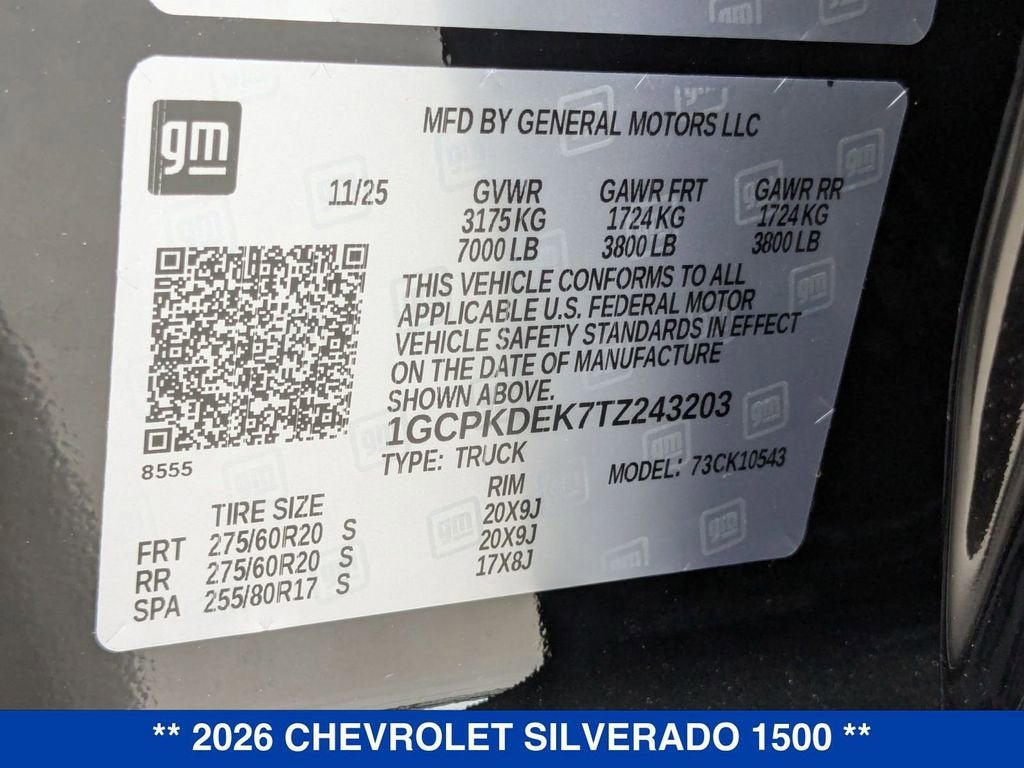 gm
MFD BY GENERAL MOTORS LLC
11/25 GVWR GAWR FRT GAWR RR
3175 KG 1724 KG 1724 KG
7000 LB 3800 LB 3800 LB
THIS VEHICLE CONFORMS TO ALL
APPLICABLE U.S. FEDERAL MOTOR
VEHICLE SAFETY STANDARDS IN EFFECT
ON THE DATE OF MANUFACTURE
SHOWN ABOVE.
1GCPKDEK7TZ243203
8555
TYPE: TRUCK MODEL: 73CK10543
TIRE SIZE RIM
FRT 275/60R20 S 20X9J
RR 275/60R20 S 20X9J
SPA 255/80R17 S 17X8J
** 2026 CHEVROLET SILVERADO 1500 **